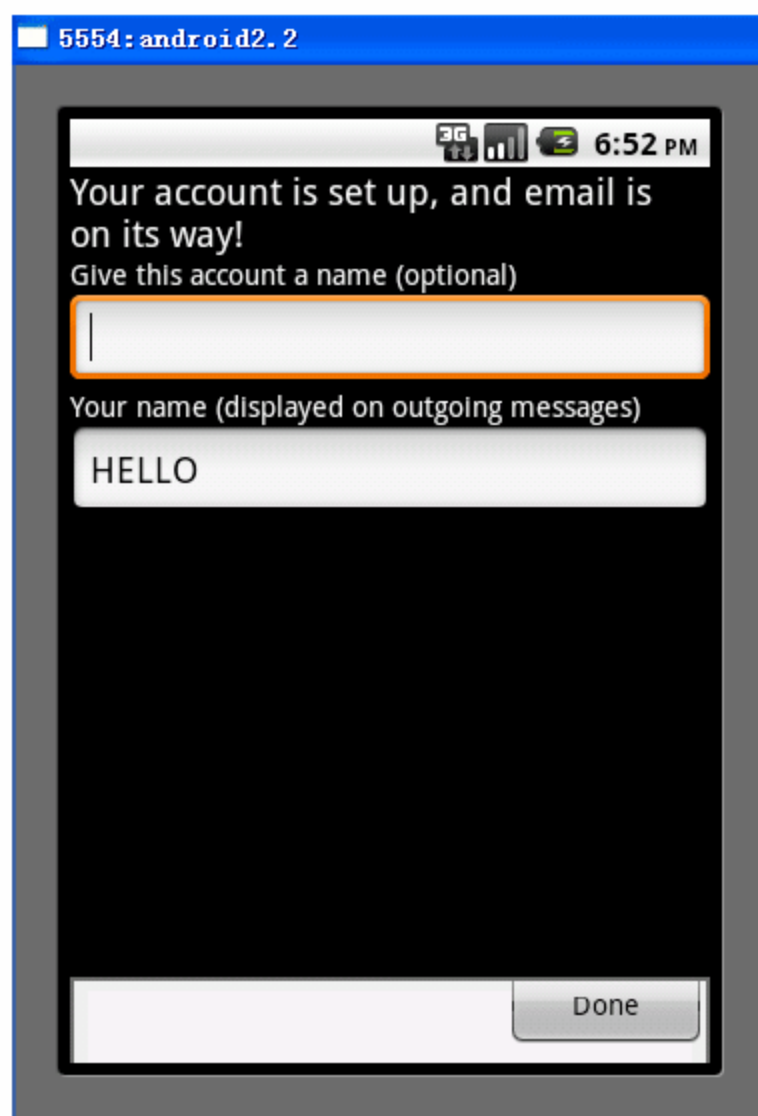 5554:android2.2
3G 6:52 PM
Your account is set up, and email is
on its way!
Give this account a name (optional)
Your name (displayed on outgoing messages)
HELLO
Done